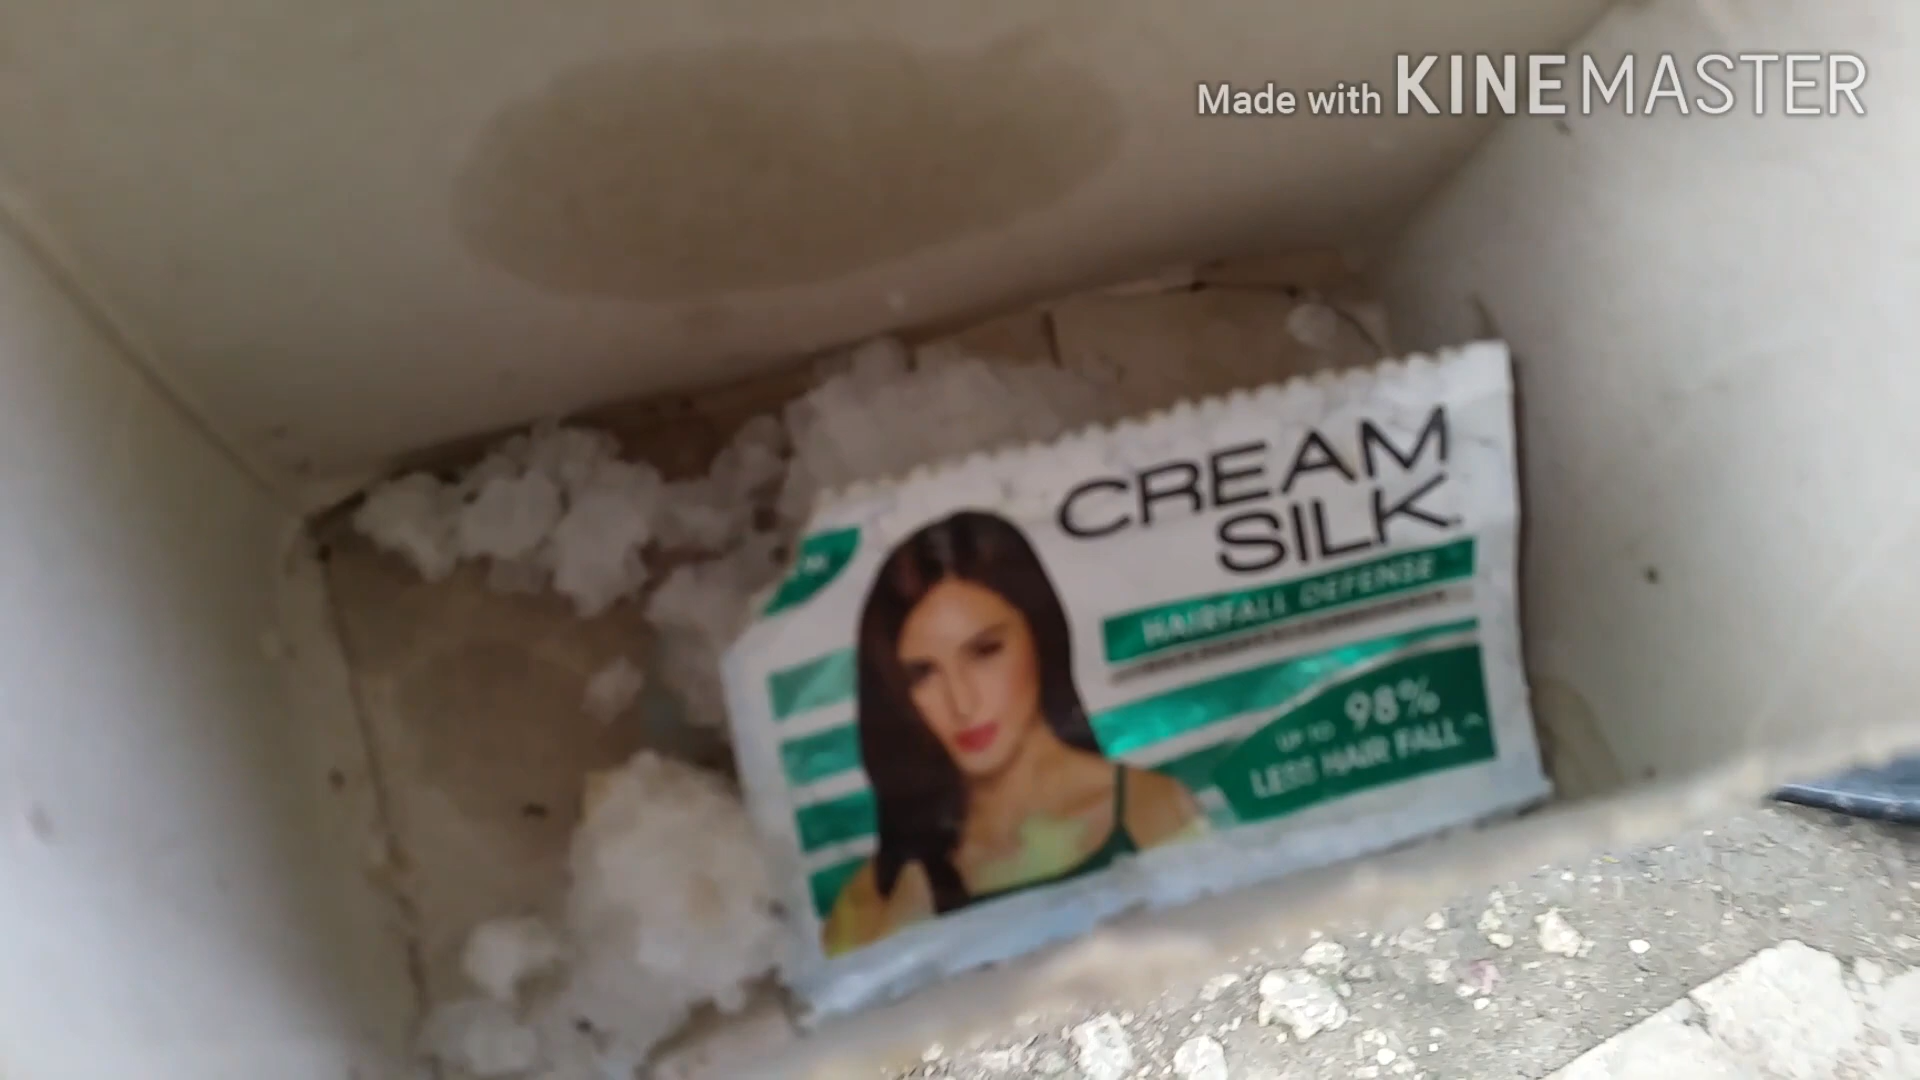 Made with KINEMASTER
CREAM
SILK
HAIRFALL DEFENSE
UP TO 98%
LESS HAIR FALL^